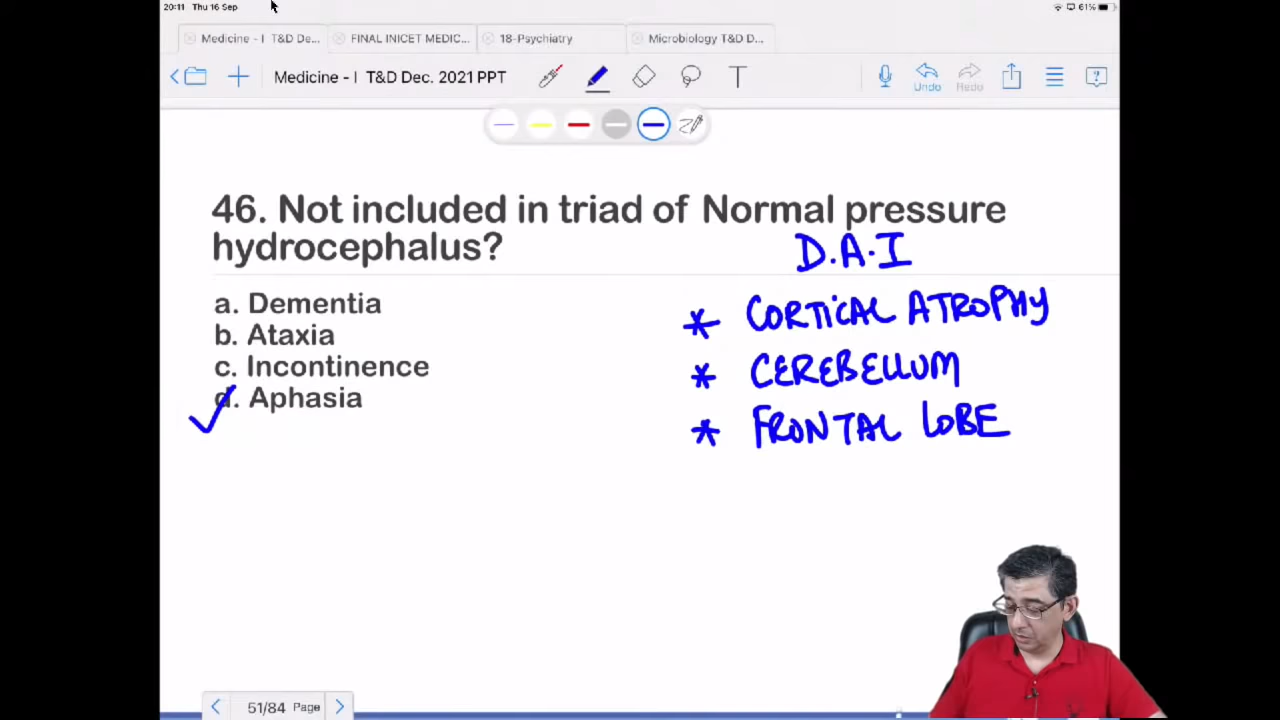 20:11 Thu 16 Sep
61%
Medicine - I T&D De...
FINAL INICET MEDIC...
18-Psychiatry
Microbiology T&D D...
Medicine - I T&D Dec. 2021 PPT
T
Undo
Redo
?
46. Not included in triad of Normal pressure
hydrocephalus?
D.A.I
a. Dementia
b. Ataxia
c. Incontinence
d. Aphasia
* CORTICAL ATROPHY
* CEREBELLUM
* FRONTAL LOBE
51/84 Page